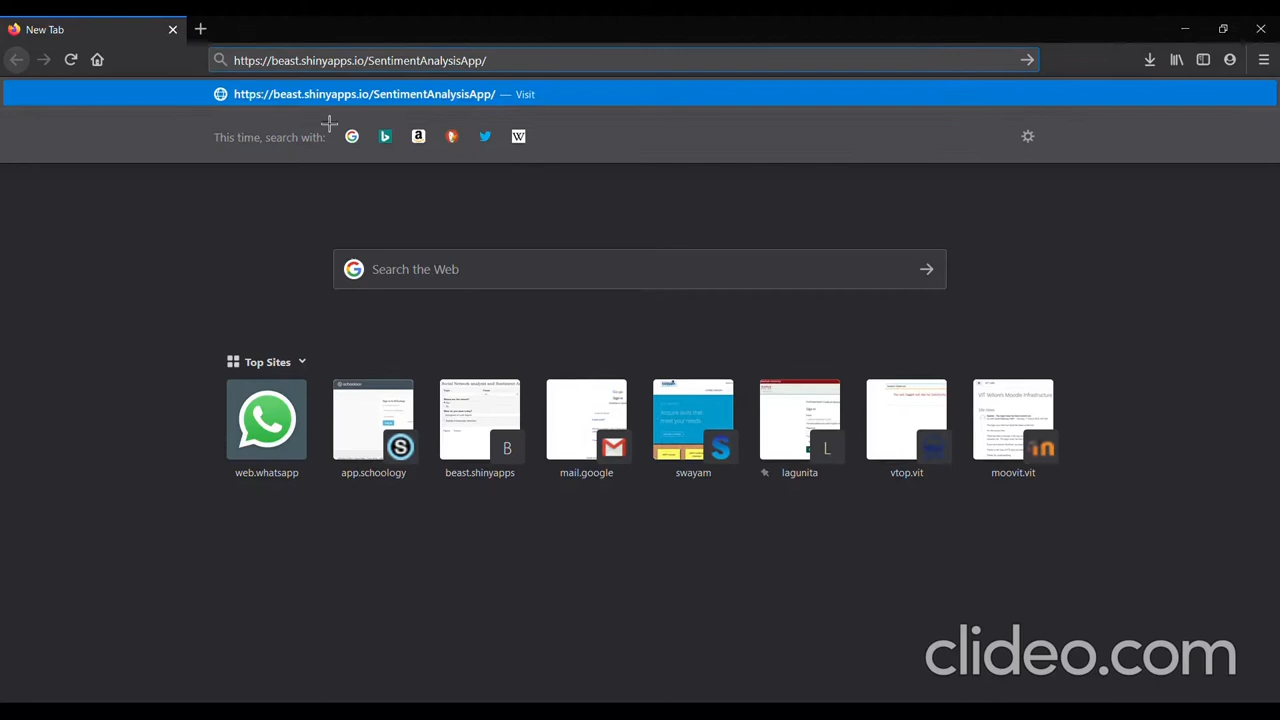 New Tab
https://beast.shinyapps.io/SentimentAnalysisApp/
https://beast.shinyapps.io/SentimentAnalysisApp/ — Visit
This time, search with:
Search the Web
Top Sites
web.whatsapp
app.schoology
beast.shinyapps
mail.google
swayam
lagunita
vtop.vit
moovit.vit
clideo.com